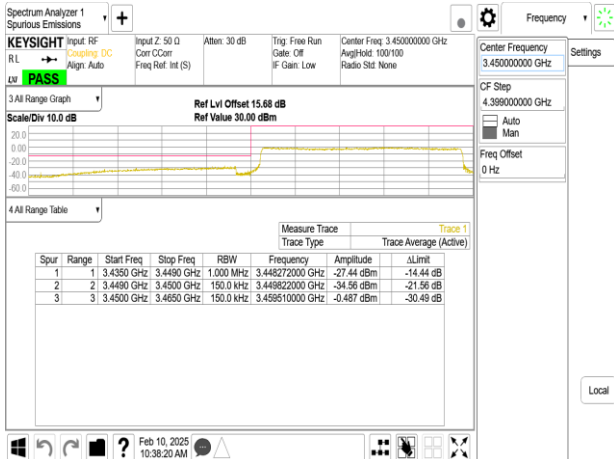 Spectrum Analyzer 1
Spurious Emissions
Frequency
KEYSIGHT Input: RF Input Z: 50 Ω Atten: 30 dB Trig: Free Run Center Freq: 3.450000000 GHz
RL Coupling: DC Corr CCorr Gate: Off Avg|Hold: 100/100
Align: Auto Freq Ref: Int (S) IF Gain: Low Radio Std: None
LXI PASS
Center Frequency
3.450000000 GHz
Settings
CF Step
4.399000000 GHz
Auto
Man
Freq Offset
0 Hz
3 All Range Graph
Ref Lvl Offset 15.68 dB
Scale/Div 10.0 dB Ref Value 30.00 dBm
20.0
0.00
-20.0
-40.0
-60.0
4 All Range Table
Measure Trace Trace 1
Trace Type Trace Average (Active)
Spur Range Start Freq Stop Freq RBW Frequency Amplitude ΔLimit
1 1 3.4350 GHz 3.4490 GHz 1.000 MHz 3.448272000 GHz -27.44 dBm -14.44 dB
2 2 3.4490 GHz 3.4500 GHz 150.0 kHz 3.449822000 GHz -34.56 dBm -21.56 dB
3 3 3.4500 GHz 3.4650 GHz 150.0 kHz 3.459510000 GHz -0.487 dBm -30.49 dB
Local
Feb 10, 2025
10:38:20 AM